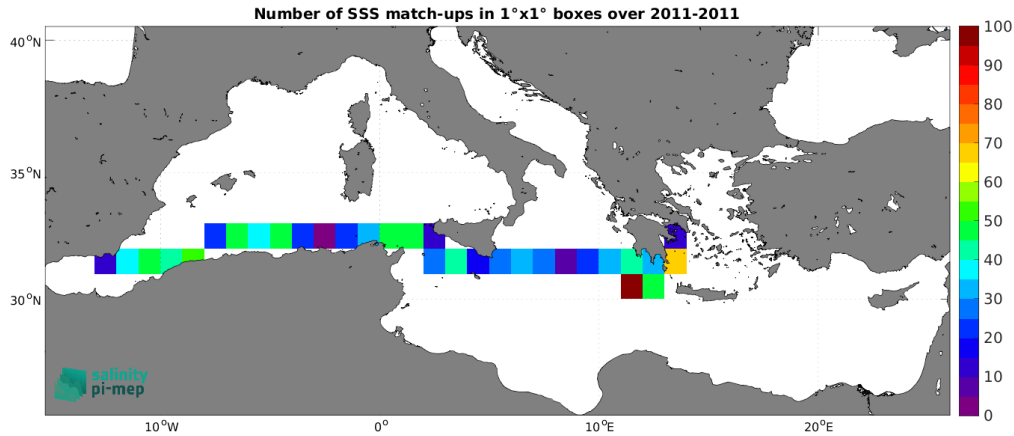 Number of SSS match-ups in 1°x1° boxes over 2011-2011
40°N
35°N
30°N
10°W
0°
10°E
20°E
100
90
80
70
60
50
40
30
20
10
0
salinity
pi-mep